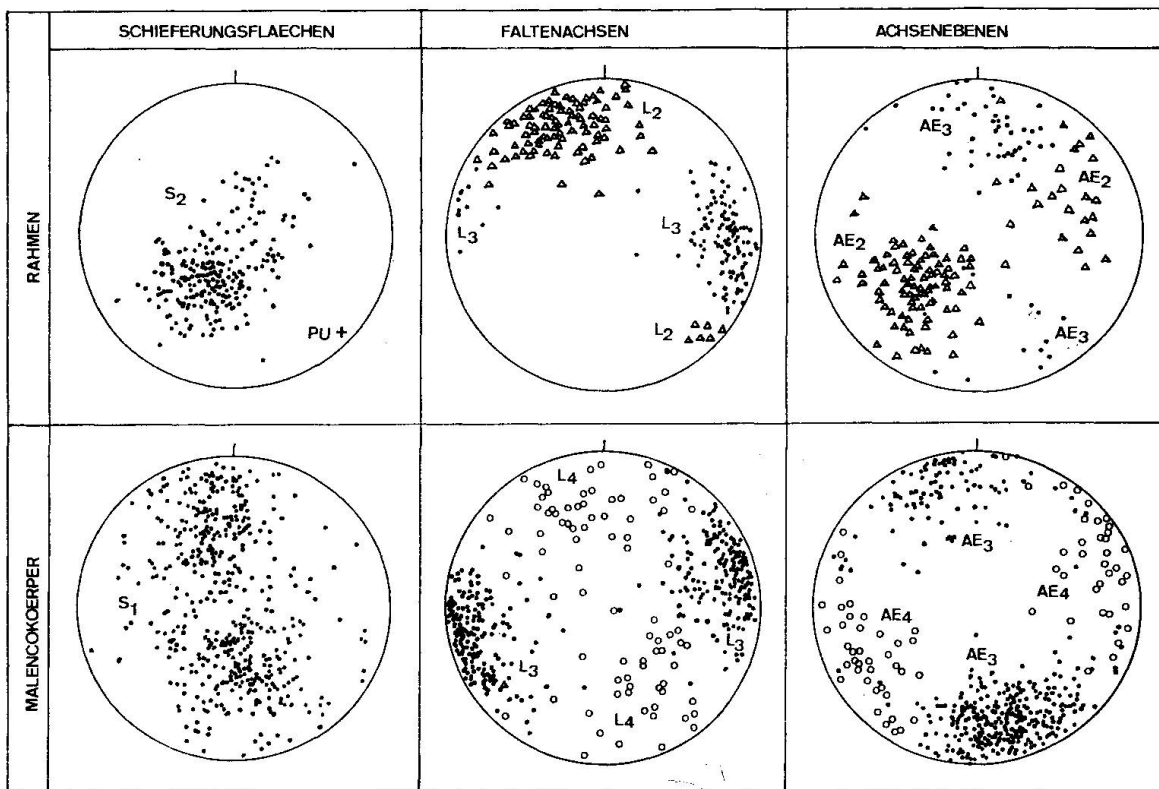 SCHIEFERUNGSFLAECHEN FALTENACHSEN ACHSENEBENEN
RAHMEN
S2
PU +
L2
L3
L3
L2
AE3
AE2
AE2
AE3
MALENCOKOERPER
S1
L4
L3
L3
L4
AE3
AE4
AE4
AE3